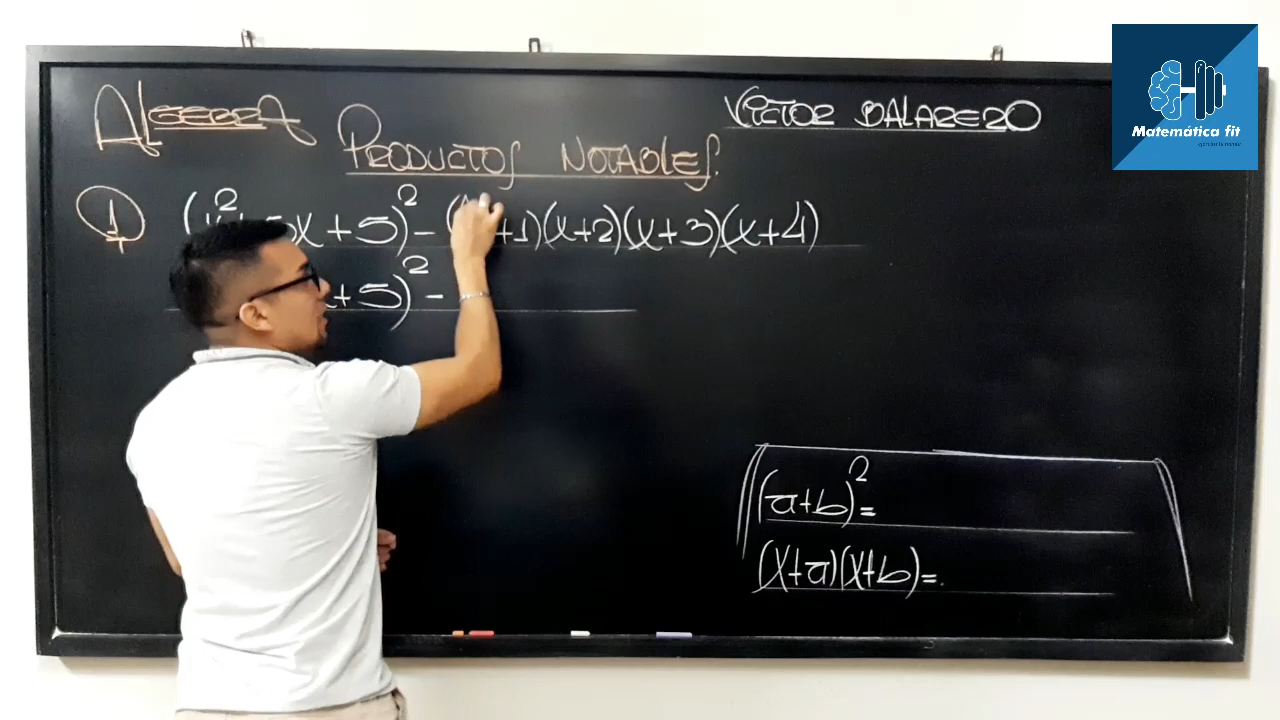 ALGEBRA
VICTOR BALAREZO
PRODUCTOS NOTABLES.
1 (x²+5x+5)² - (x+1)(x+2)(x+3)(x+4)
x+5)² -
(a+b)² =
(x+a)(x+b) =.
Matemática fit